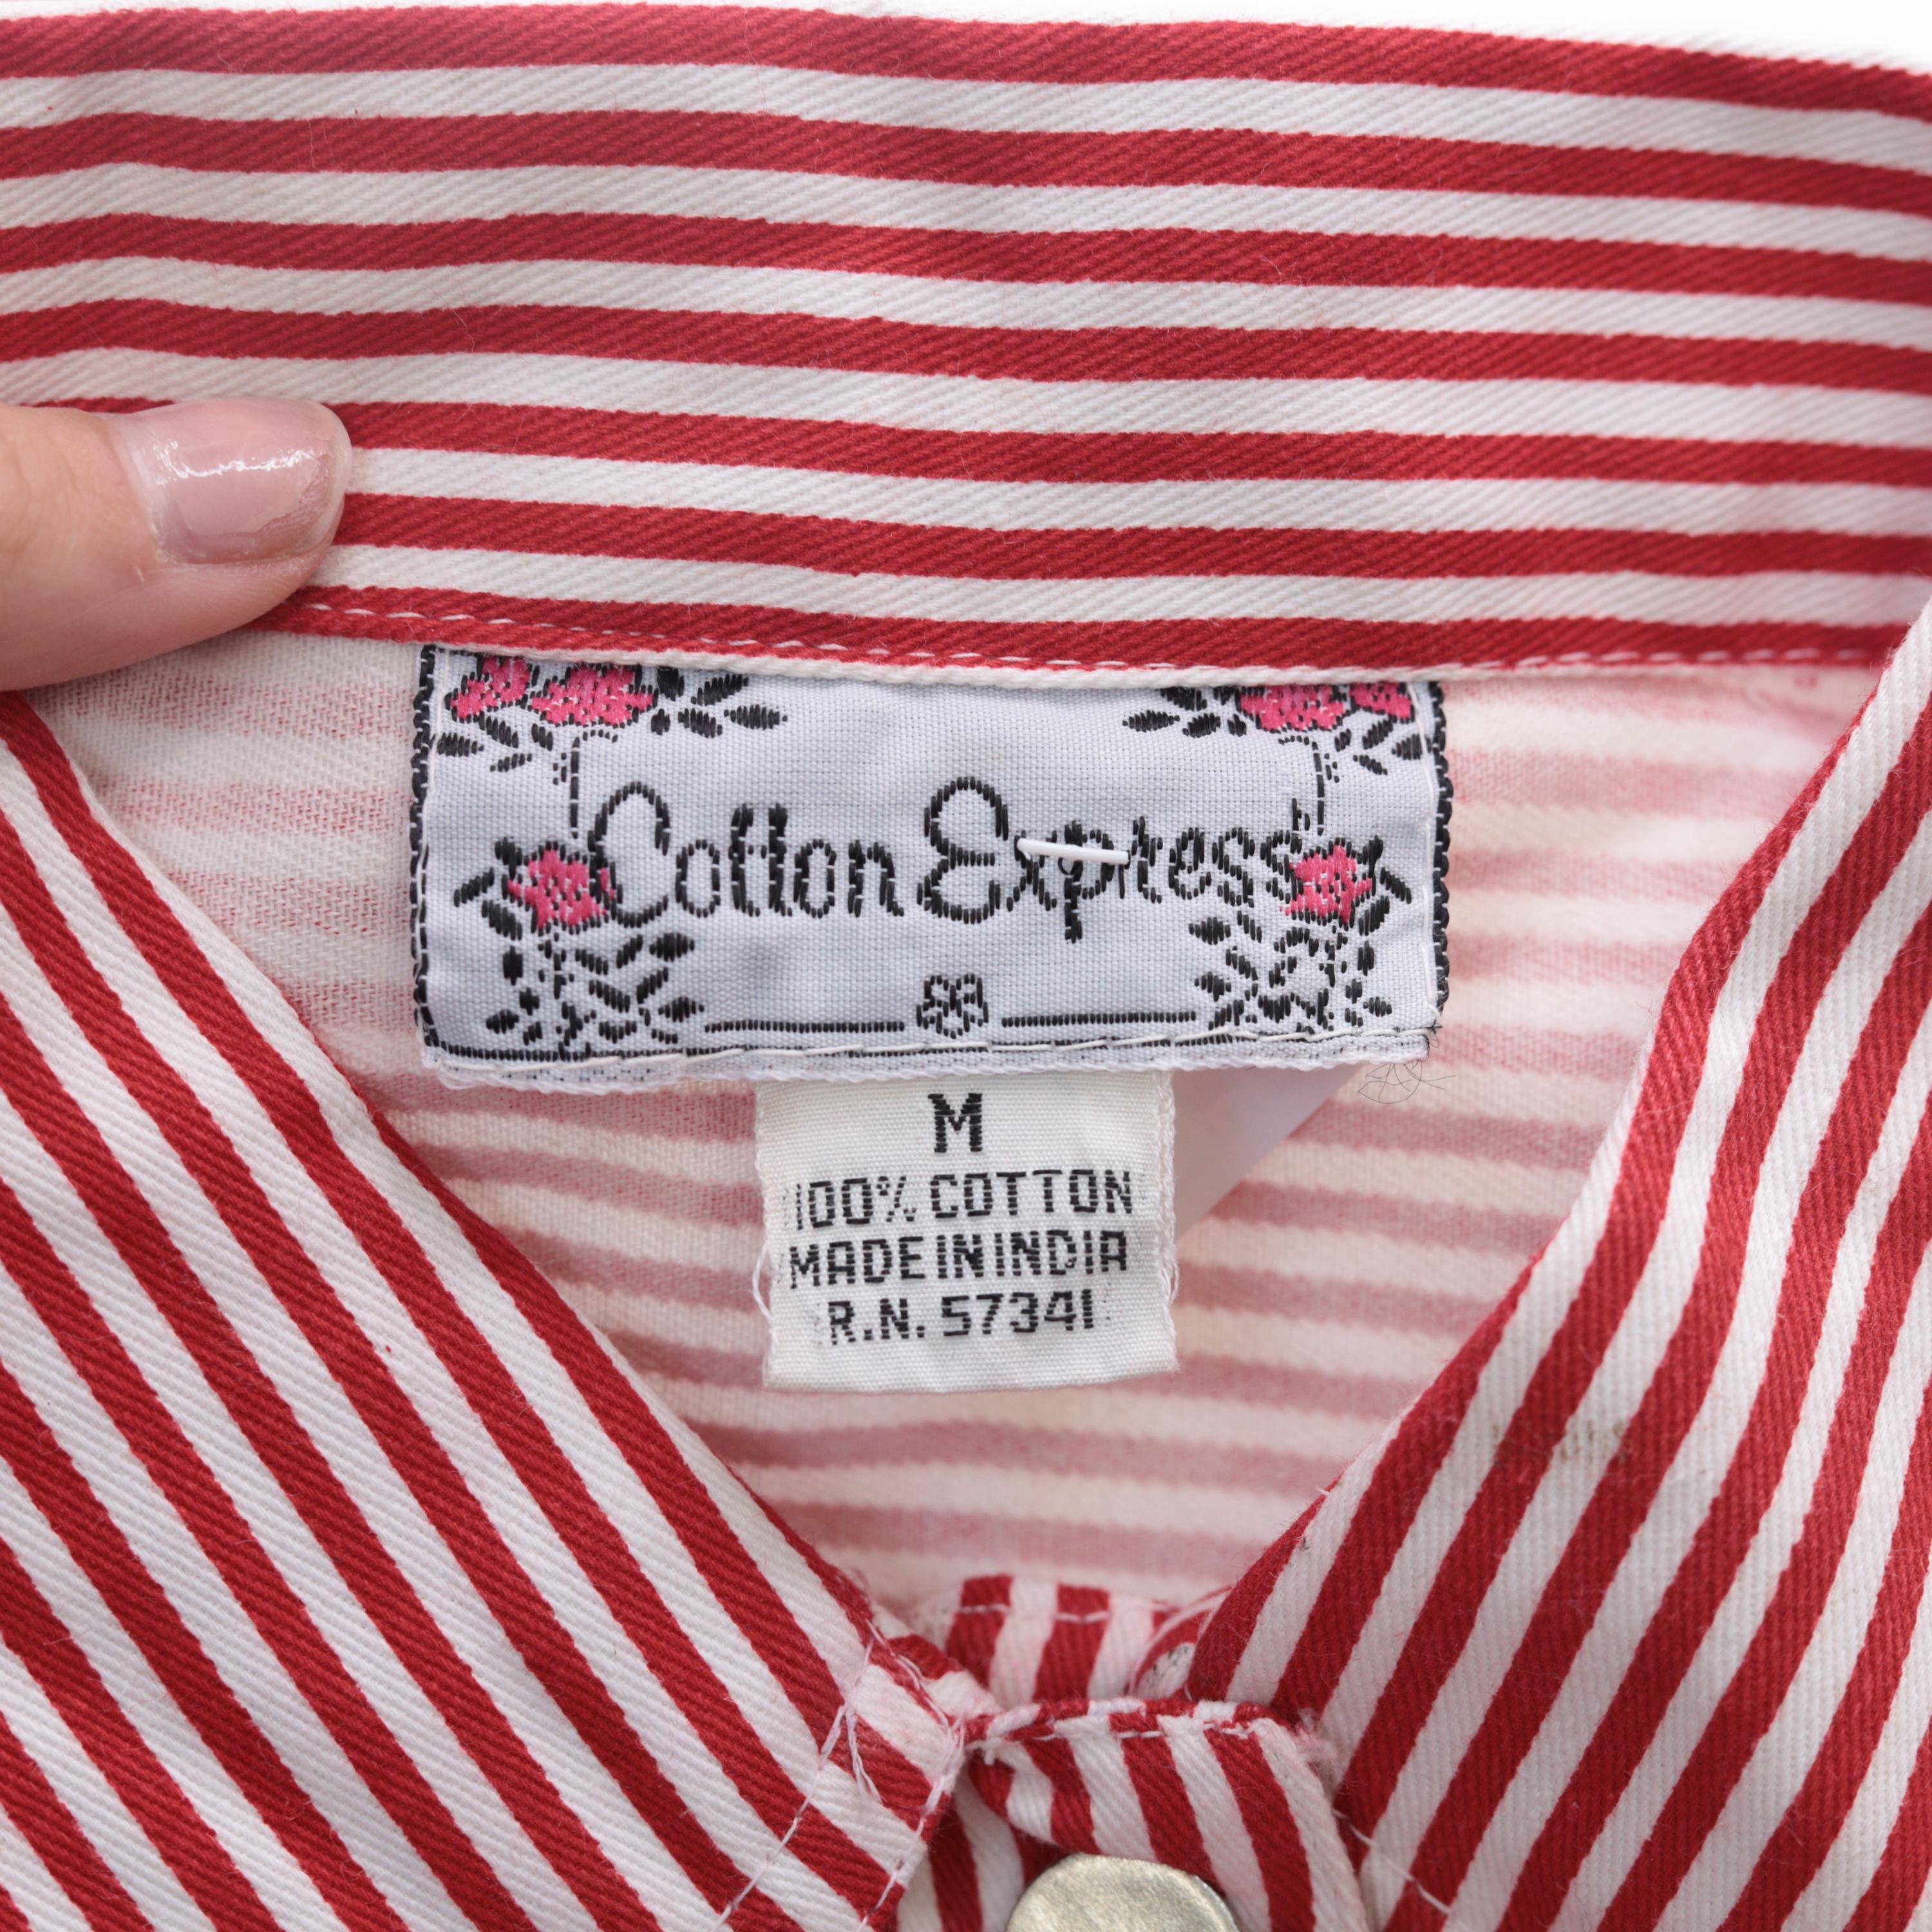 Cotton Express
M
100% COTTON
MADE IN INDIA
R.N. 57341